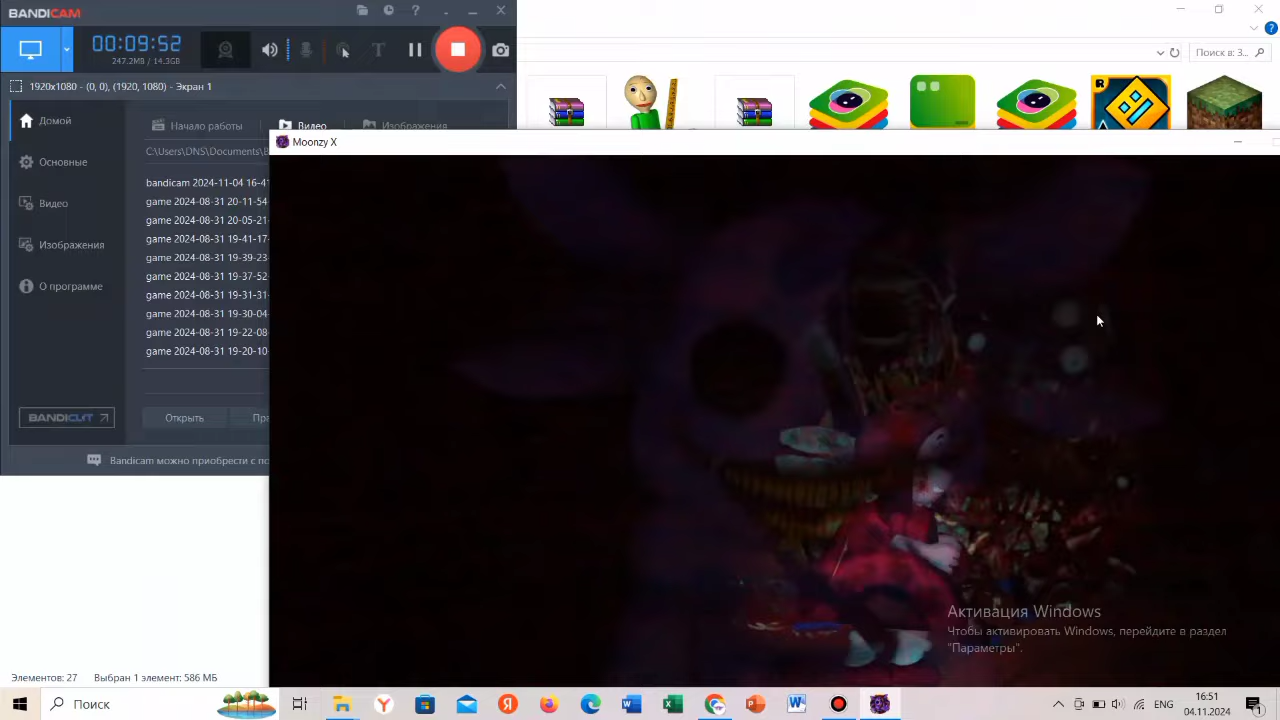 BANDICAM
00:09:52
247.2MB / 14.3GB
1920x1080 - (0, 0), (1920, 1080) - Экран 1
Домой
Основные
Видео
Изображения
О программе
BANDICUT
Начало работы
Видео
Изображения
C:\Users\DNS\Documents\B
bandicam 2024-11-04 16-41
game 2024-08-31 20-11-54
game 2024-08-31 20-05-21
game 2024-08-31 19-41-17
game 2024-08-31 19-39-23
game 2024-08-31 19-37-52
game 2024-08-31 19-31-31
game 2024-08-31 19-30-04
game 2024-08-31 19-22-08
game 2024-08-31 19-20-10
Открыть
Пра
Bandicam можно приобрести с по
Поиск в: З...
R
Moonzy X
Активация Windows
Чтобы активировать Windows, перейдите в раздел
"Параметры".
Элементов: 27
Выбран 1 элемент: 586 МБ
Поиск
ENG
16:51
04.11.2024
1